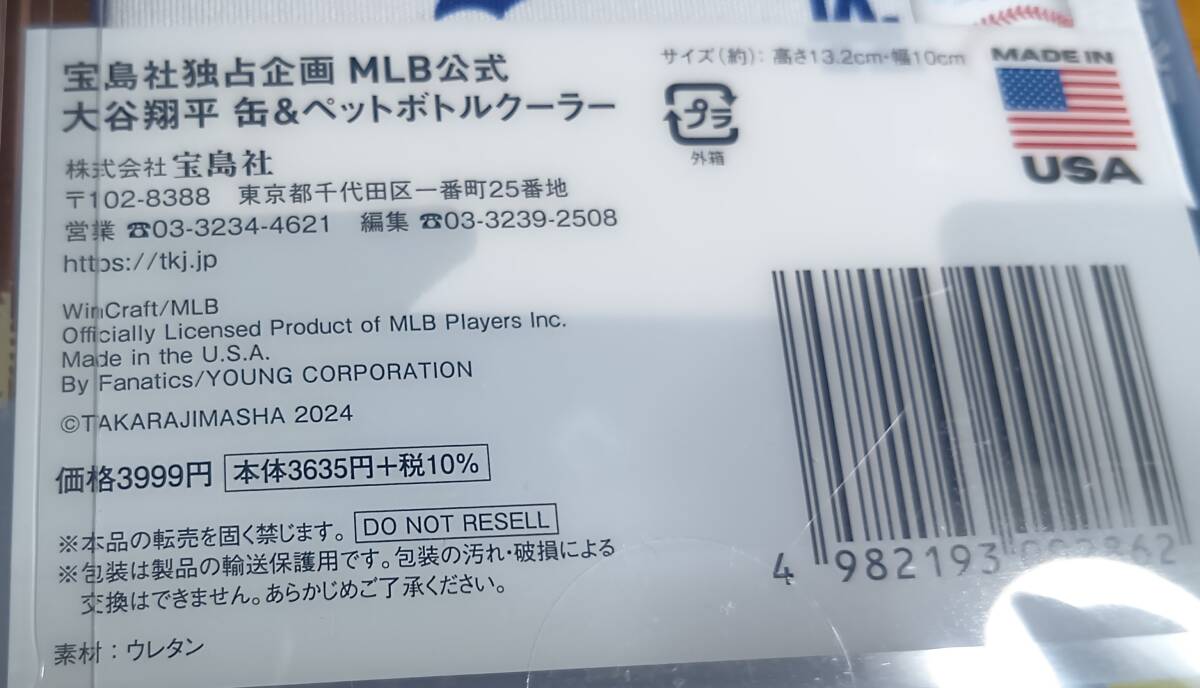 宝島社独占企画 MLB公式
大谷翔平 缶&ペットボトルクーラー
株式会社 宝島社
〒102-8388 東京都千代田区一番町25番地
営業 ☎03-3234-4621 編集 ☎03-3239-2508
https://tkj.jp
WinCraft/MLB
Officially Licensed Product of MLB Players Inc.
Made in the U.S.A.
By Fanatics/YOUNG CORPORATION
©TAKARAJIMASHA 2024
価格3999円 本体3635円+税10%
※本品の転売を固く禁じます。 DO NOT RESELL
※包装は製品の輸送保護用です。包装の汚れ・破損による
交換はできません。あらかじめご了承ください。
素材:ウレタン
サイズ(約):高さ13.2cm・幅10cm
プラ
外箱
MADE IN
USA
4 982193